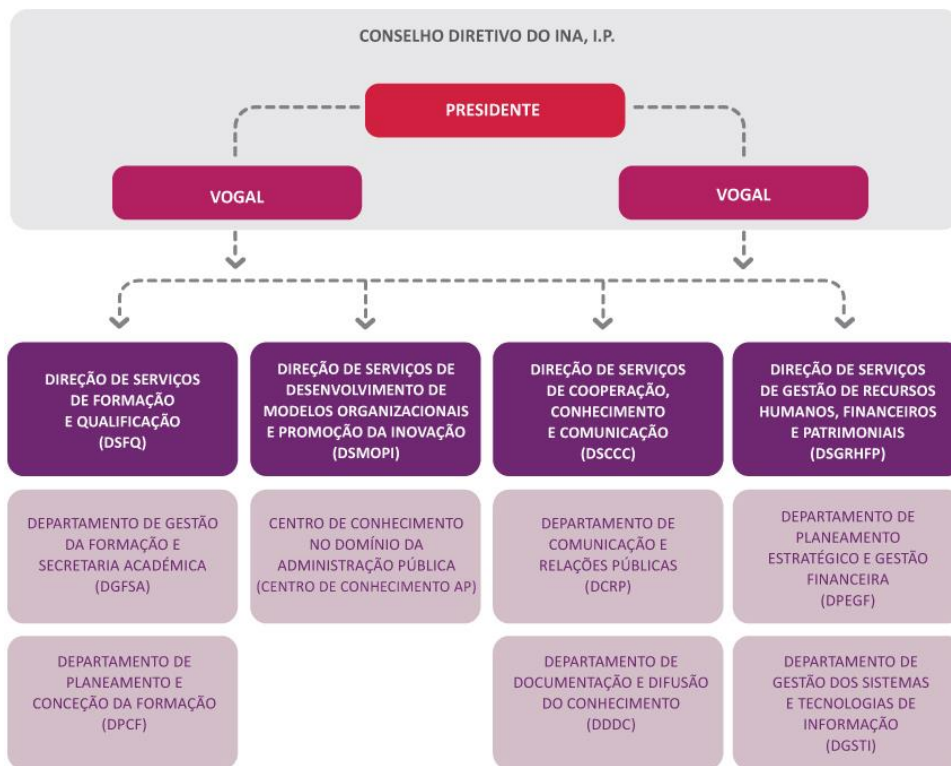 CONSELHO DIRETIVO DO INA, I.P.
PRESIDENTE
VOGAL
VOGAL
DIREÇÃO DE SERVIÇOS
DE FORMAÇÃO
E QUALIFICAÇÃO
(DSFQ)
DIREÇÃO DE SERVIÇOS DE
DESENVOLVIMENTO DE
MODELOS ORGANIZACIONAIS
E PROMOÇÃO DA INOVAÇÃO
(DSMOPI)
DIREÇÃO DE SERVIÇOS
DE COOPERAÇÃO,
CONHECIMENTO
E COMUNICAÇÃO
(DSCCC)
DIREÇÃO DE SERVIÇOS
DE GESTÃO DE RECURSOS
HUMANOS, FINANCEIROS
E PATRIMONIAIS
(DSGRHFP)
DEPARTAMENTO DE GESTÃO
DA FORMAÇÃO E
SECRETARIA ACADÉMICA
(DGFSA)
CENTRO DE CONHECIMENTO
NO DOMÍNIO DA
ADMINISTRAÇÃO PÚBLICA
(CENTRO DE CONHECIMENTO AP)
DEPARTAMENTO DE
COMUNICAÇÃO E
RELAÇÕES PÚBLICAS
(DCRP)
DEPARTAMENTO DE
PLANEAMENTO
ESTRATÉGICO E GESTÃO
FINANCEIRA
(DPEGF)
DEPARTAMENTO DE
PLANEAMENTO E
CONCEÇÃO DA FORMAÇÃO
(DPCF)
DEPARTAMENTO DE
DOCUMENTAÇÃO E DIFUSÃO
DO CONHECIMENTO
(DDDC)
DEPARTAMENTO DE
GESTÃO DOS SISTEMAS
E TECNOLOGIAS DE
INFORMAÇÃO
(DGSTI)